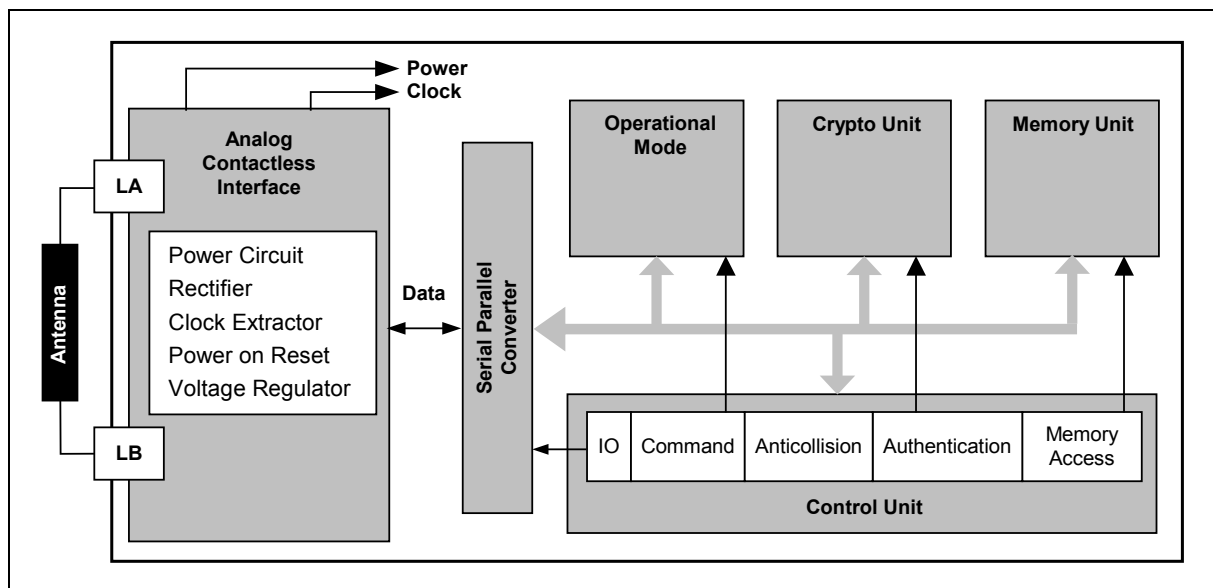 Power
Clock
Analog
Contactless
Interface
LA
Power Circuit
Rectifier
Clock Extractor
Power on Reset
Voltage Regulator
LB
Antenna
Data
Serial Parallel
Converter
Operational
Mode
Crypto Unit
Memory Unit
IO
Command
Anticollision
Authentication
Memory
Access
Control Unit